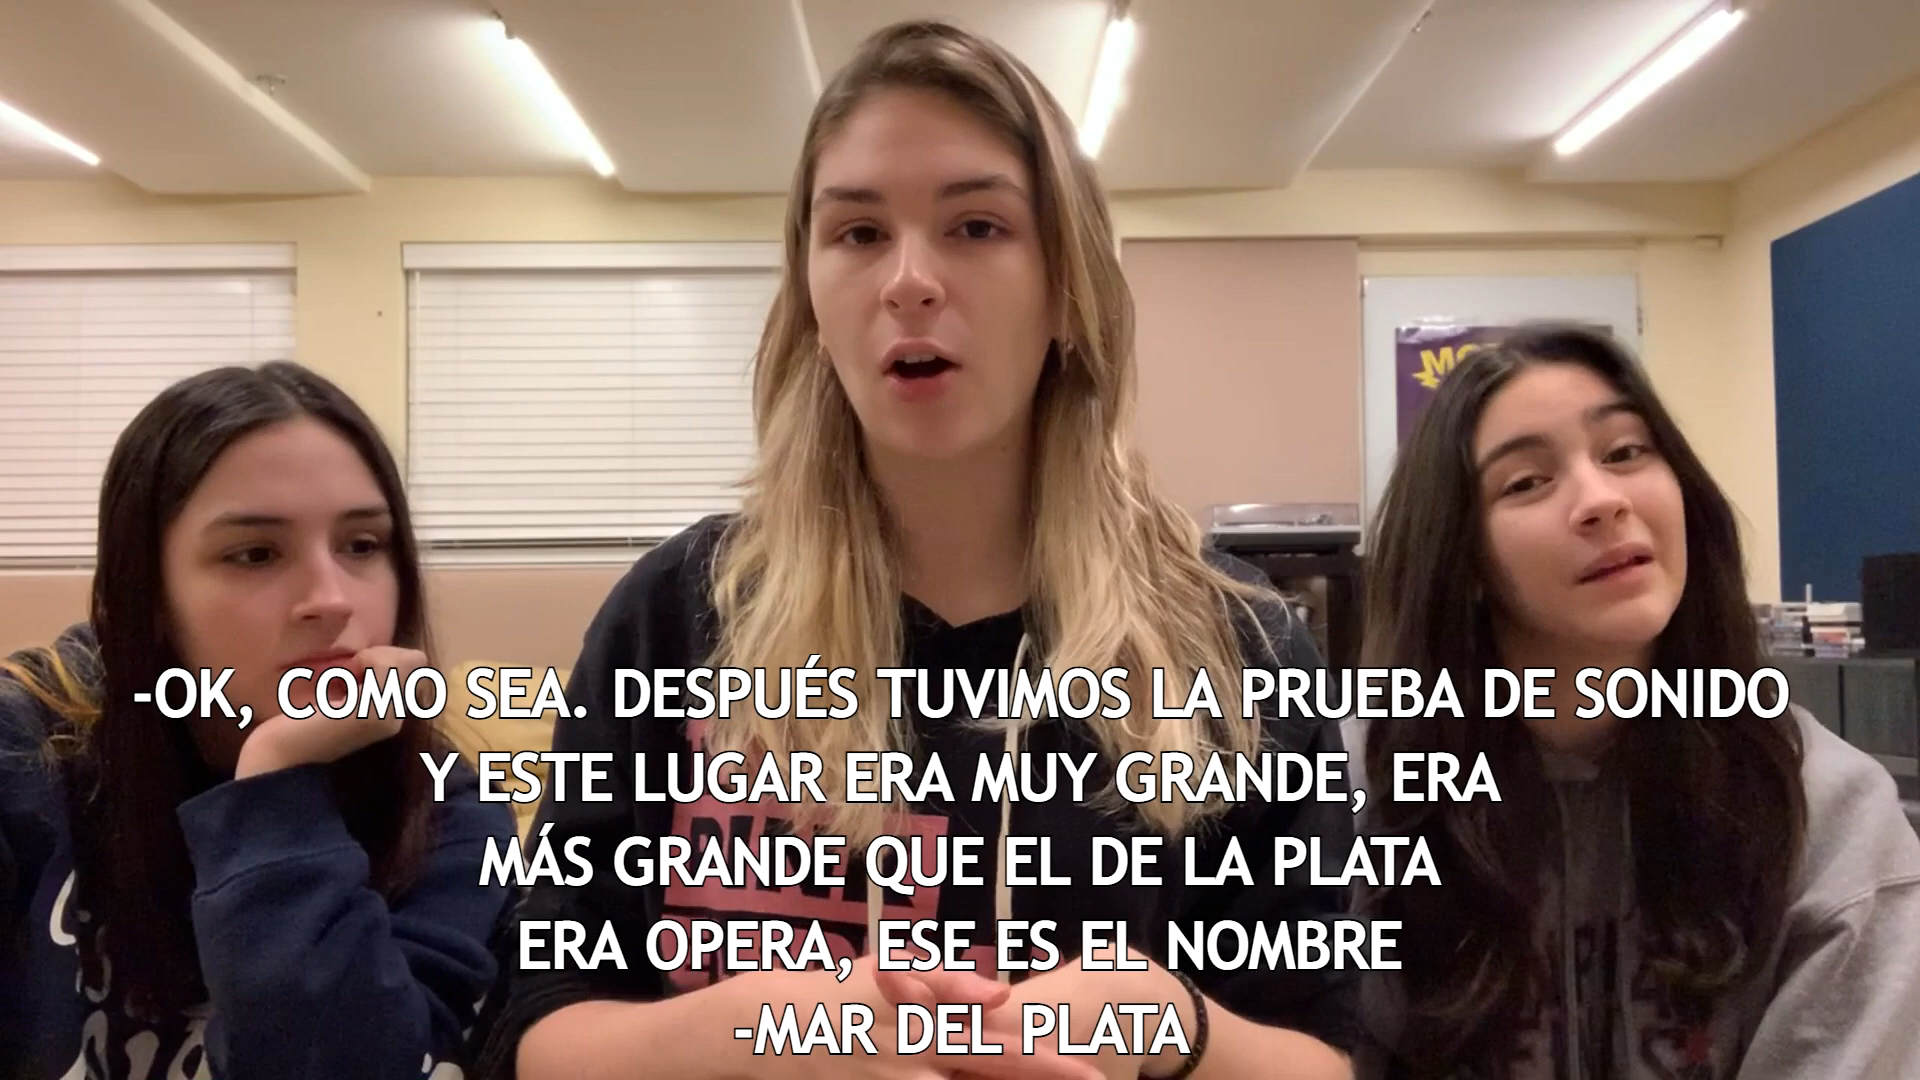 MO
-OK, COMO SEA. DESPUÉS TUVIMOS LA PRUEBA DE SONIDO
Y ESTE LUGAR ERA MUY GRANDE, ERA
MÁS GRANDE QUE EL DE LA PLATA
ERA OPERA, ESE ES EL NOMBRE
-MAR DEL PLATA